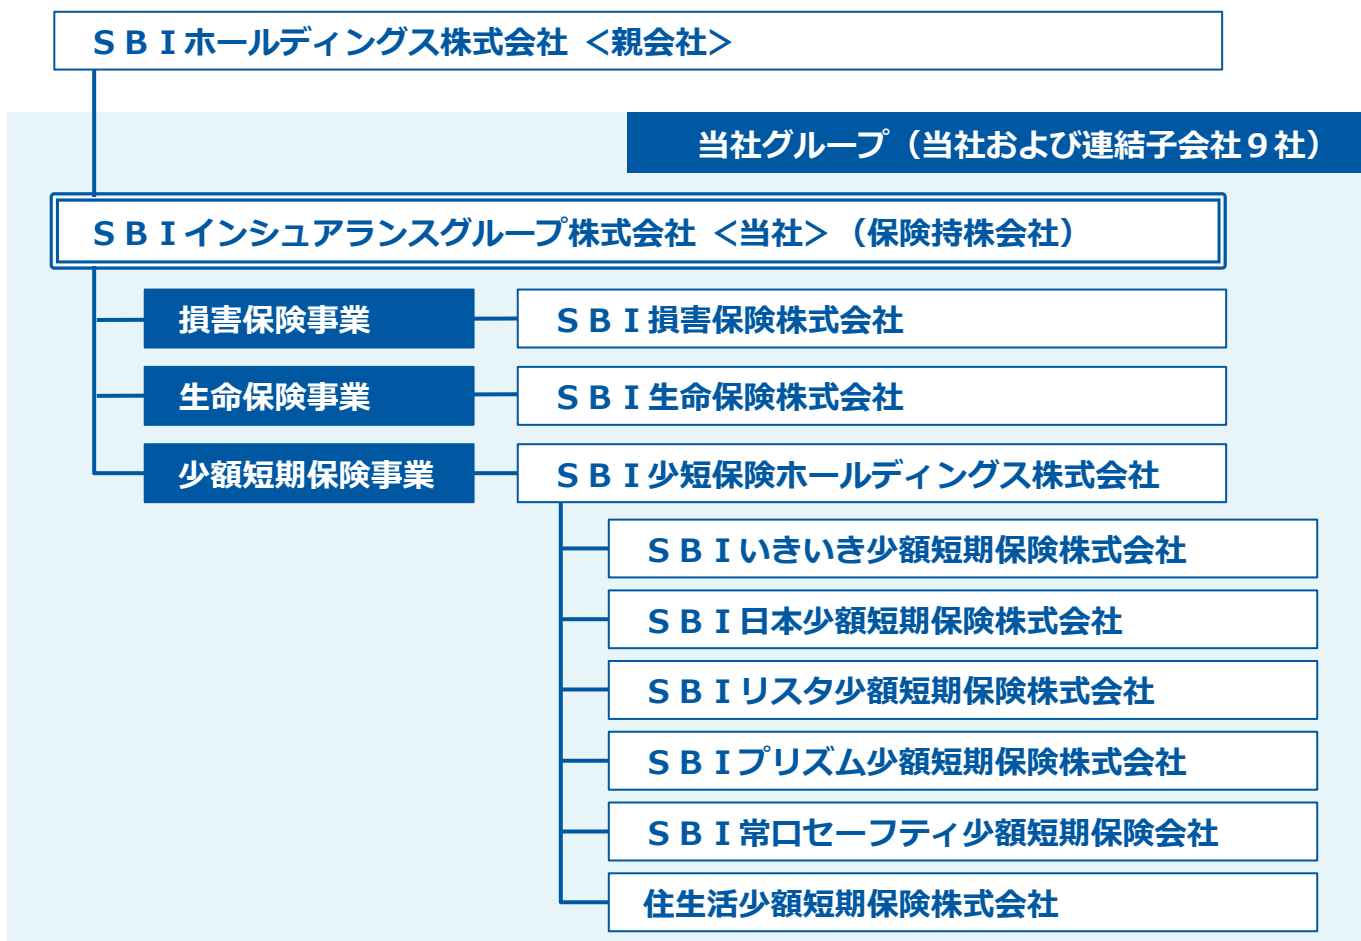 ＳＢＩホールディングス株式会社 ＜親会社＞
当社グループ（当社および連結子会社９社）
ＳＢＩインシュアランスグループ株式会社 ＜当社＞（保険持株会社）
損害保険事業
ＳＢＩ損害保険株式会社
生命保険事業
ＳＢＩ生命保険株式会社
少額短期保険事業
ＳＢＩ少短保険ホールディングス株式会社
ＳＢＩいきいき少額短期保険株式会社
ＳＢＩ日本少額短期保険株式会社
ＳＢＩリスタ少額短期保険株式会社
ＳＢＩプリズム少額短期保険株式会社
ＳＢＩ常口セーフティ少額短期保険会社
住生活少額短期保険株式会社